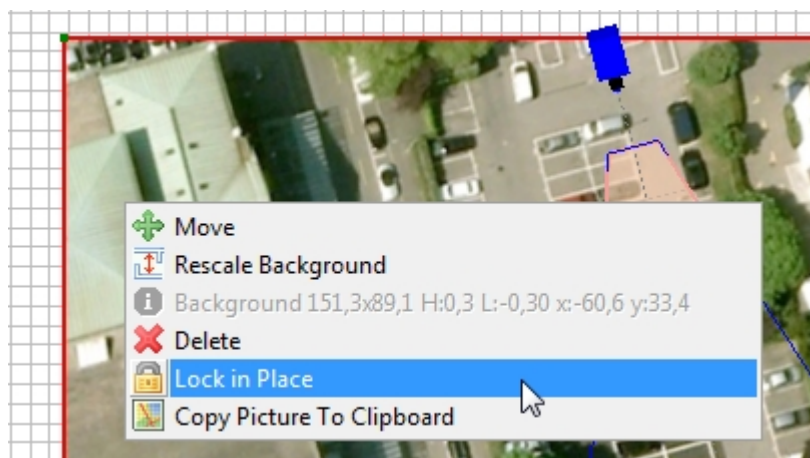 Move
Rescale Background
Background 151,3x89,1 H:0,3 L:-0,30 x:-60,6 y:33,4
Delete
Lock in Place
Copy Picture To Clipboard